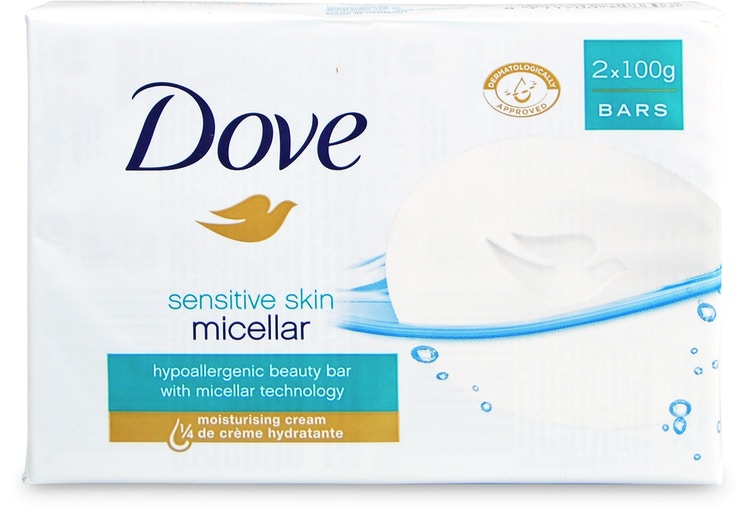 Dove
DERMATOLOGICALLY
APPROVED
2x100g
BARS
sensitive skin
micellar
hypoallergenic beauty bar
with micellar technology
1/4 moisturising cream
de crème hydratante